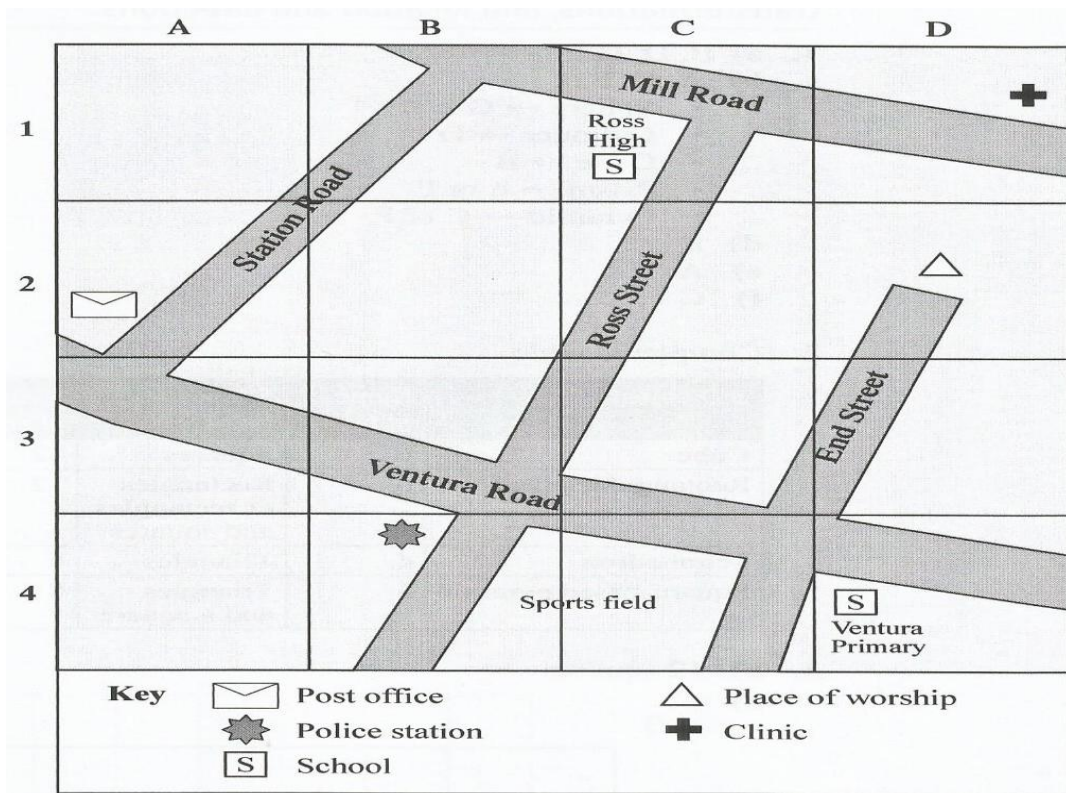 A B C D
1
Mill Road
Ross
High
S
Station Road
2
Ross Street
End Street
3
Ventura Road
4
Sports field
S
Ventura
Primary
Key
Post office
Place of worship
Police station
Clinic
S School